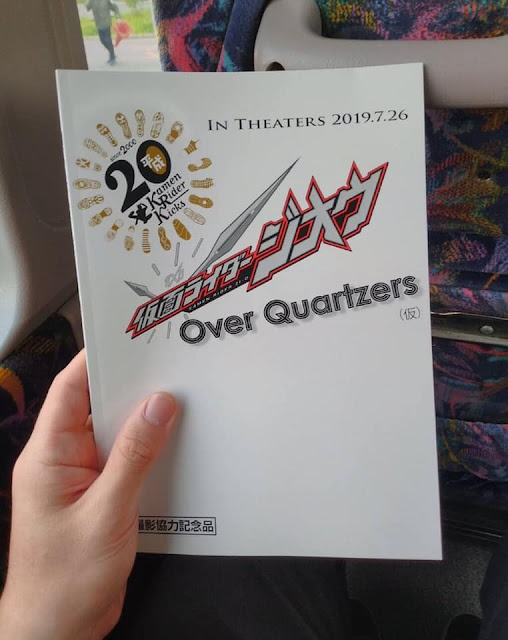 IN THEATERS 2019.7.26
since 2000
20
平成
Kamen
Rider
Kicks
仮面ライダージオウ
KAMEN RIDER ZI-O
Over Quartzers
(仮)
撮影協力記念品